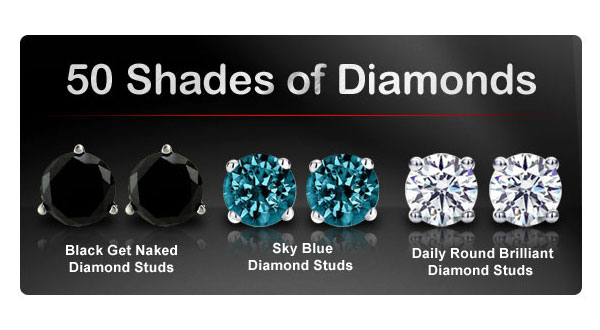 50 Shades of Diamonds
Black Get Naked
Diamond Studs
Sky Blue
Diamond Studs
Daily Round Brilliant
Diamond Studs